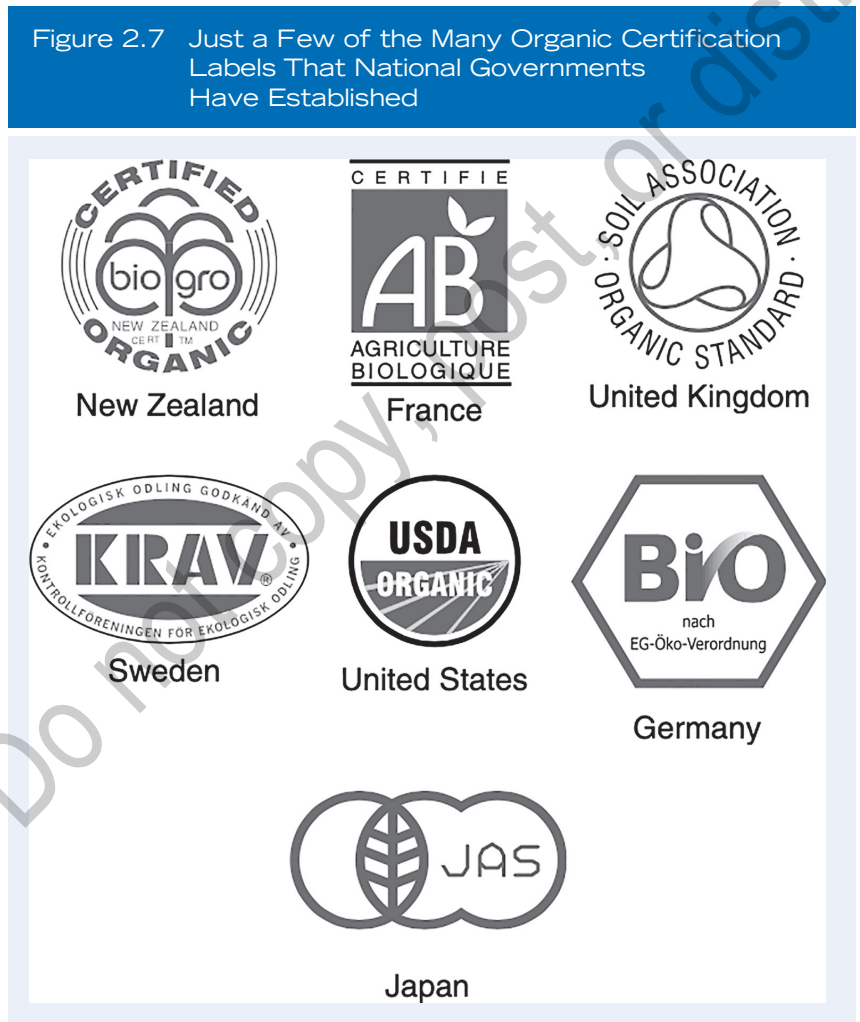 Figure 2.7 Just a Few of the Many Organic Certification
Labels That National Governments
Have Established
CERTIFIED
bio gro
NEW ZEALAND
CERT TM
ORGANIC
New Zealand
CERTIFIE
AB
AGRICULTURE
BIOLOGIQUE
France
· SOIL ASSOCIATION ·
ORGANIC STANDARD
United Kingdom
• EKOLOGISK ODLING GODKÄND AV •
KRAV®
KONTROLLFÖRENINGEN FÖR EKOLOGISK ODLING
Sweden
USDA
ORGANIC
United States
BiO
nach
EG-Öko-Verordnung
Germany
JAS
Japan
Do not copy, post, or